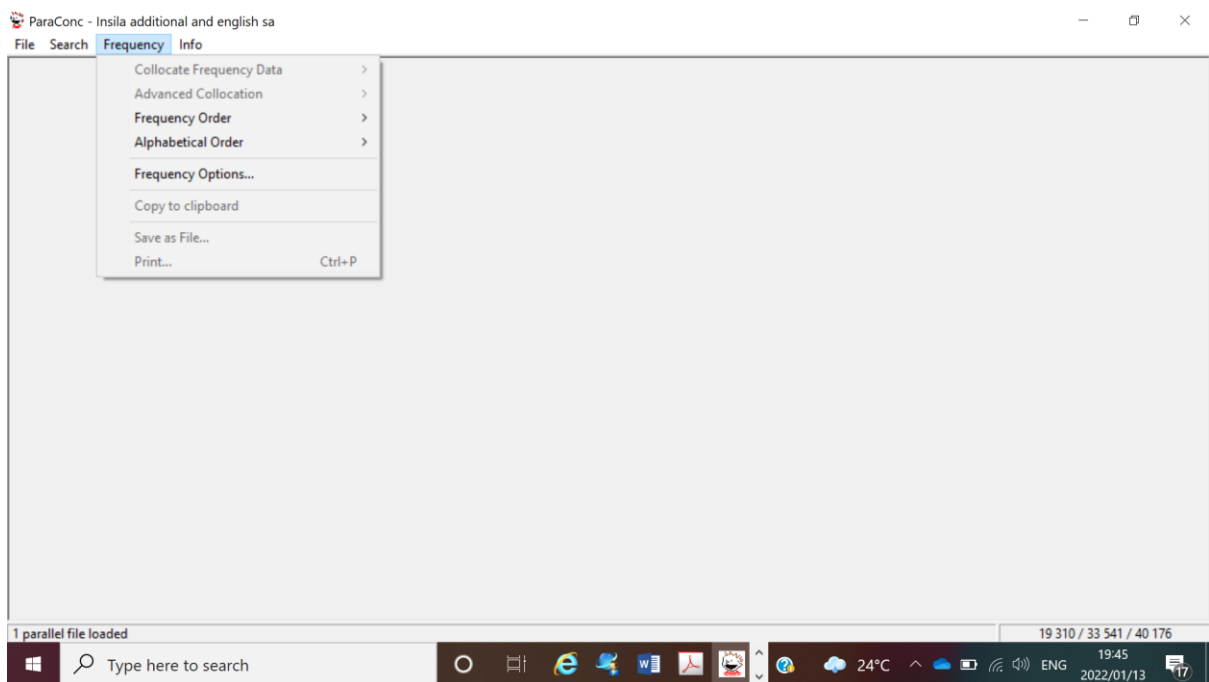 ParaConc - Insila additional and english sa
File Search Frequency Info
Collocate Frequency Data
Advanced Collocation
Frequency Order
Alphabetical Order
Frequency Options...
Copy to clipboard
Save as File...
Print... Ctrl+P
1 parallel file loaded 19 310 / 33 541 / 40 176
Type here to search 24°C ENG 19:45
2022/01/13 17